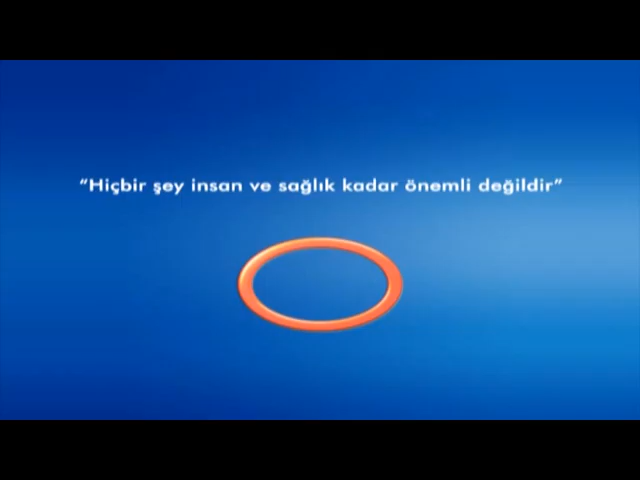 “Hiçbir şey insan ve sağlık kadar önemli değildir”